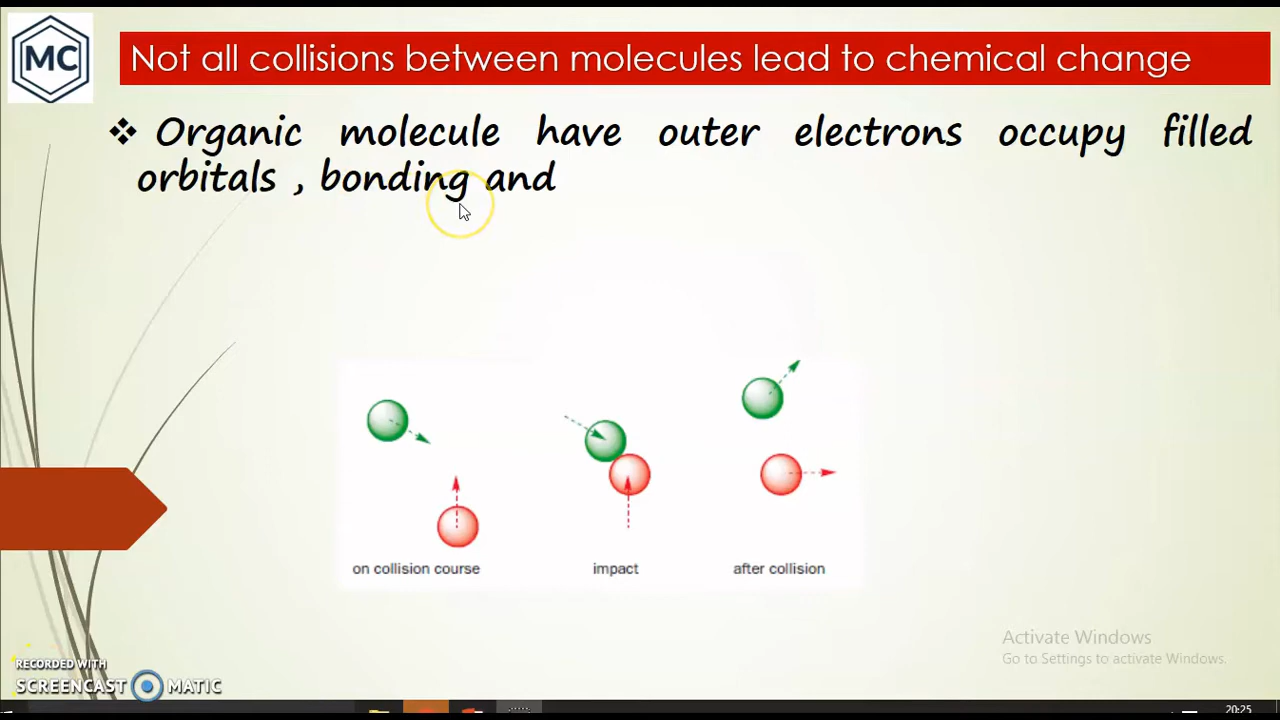 MC
Not all collisions between molecules lead to chemical change
Organic molecule have outer electrons occupy filled
orbitals , bonding and
on collision course
impact
after collision
Activate Windows
Go to Settings to activate Windows.
RECORDED WITH
SCREENCAST MATIC
20:25